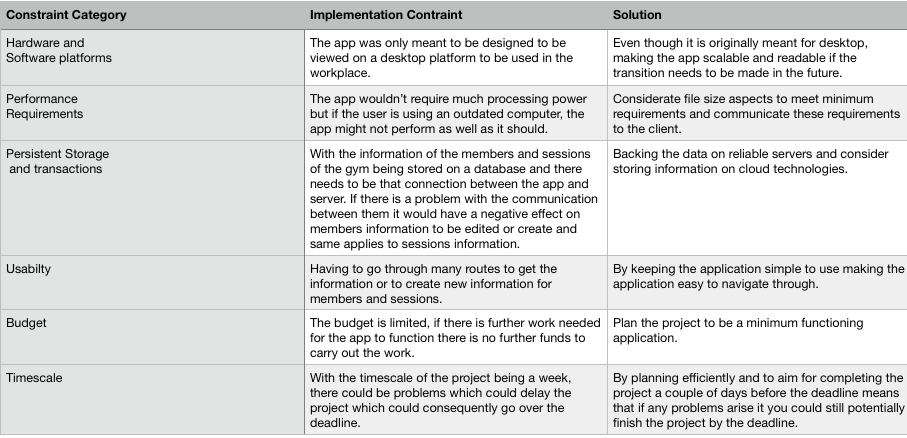 Constraint Category
Implementation Contraint
Solution
Hardware and
Software platforms
The app was only meant to be designed to be
viewed on a desktop platform to be used in the
workplace.
Even though it is originally meant for desktop,
making the app scalable and readable if the
transition needs to be made in the future.
Performance
Requirements
The app wouldn’t require much processing power
but if the user is using an outdated computer, the
app might not perform as well as it should.
Considerate file size aspects to meet minimum
requirements and communicate these requirements
to the client.
Persistent Storage
and transactions
With the information of the members and sessions
of the gym being stored on a database and there
needs to be that connection between the app and
server. If there is a problem with the communication
between them it would have a negative effect on
members information to be edited or create and
same applies to sessions information.
Backing the data on reliable servers and consider
storing information on cloud technologies.
Usabilty
Having to go through many routes to get the
information or to create new information for
members and sessions.
By keeping the application simple to use making the
application easy to navigate through.
Budget
The budget is limited, if there is further work needed
for the app to function there is no further funds to
carry out the work.
Plan the project to be a minimum functioning
application.
Timescale
With the timescale of the project being a week,
there could be problems which could delay the
project which could consequently go over the
deadline.
By planning efficiently and to aim for completing the
project a couple of days before the deadline means
that if any problems arise it you could still potentially
finish the project by the deadline.